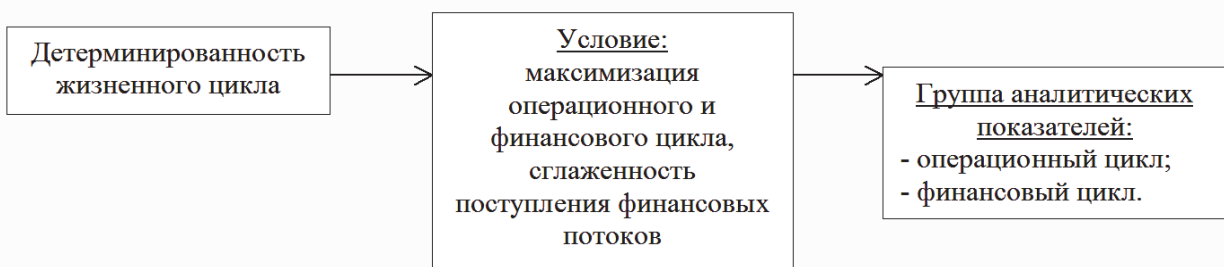 Детерминированность
жизненного цикла
Условие:
максимизация
операционного и
финансового цикла,
сглаженность
поступления финансовых
потоков
Группа аналитических
показателей:
- операционный цикл;
- финансовый цикл.